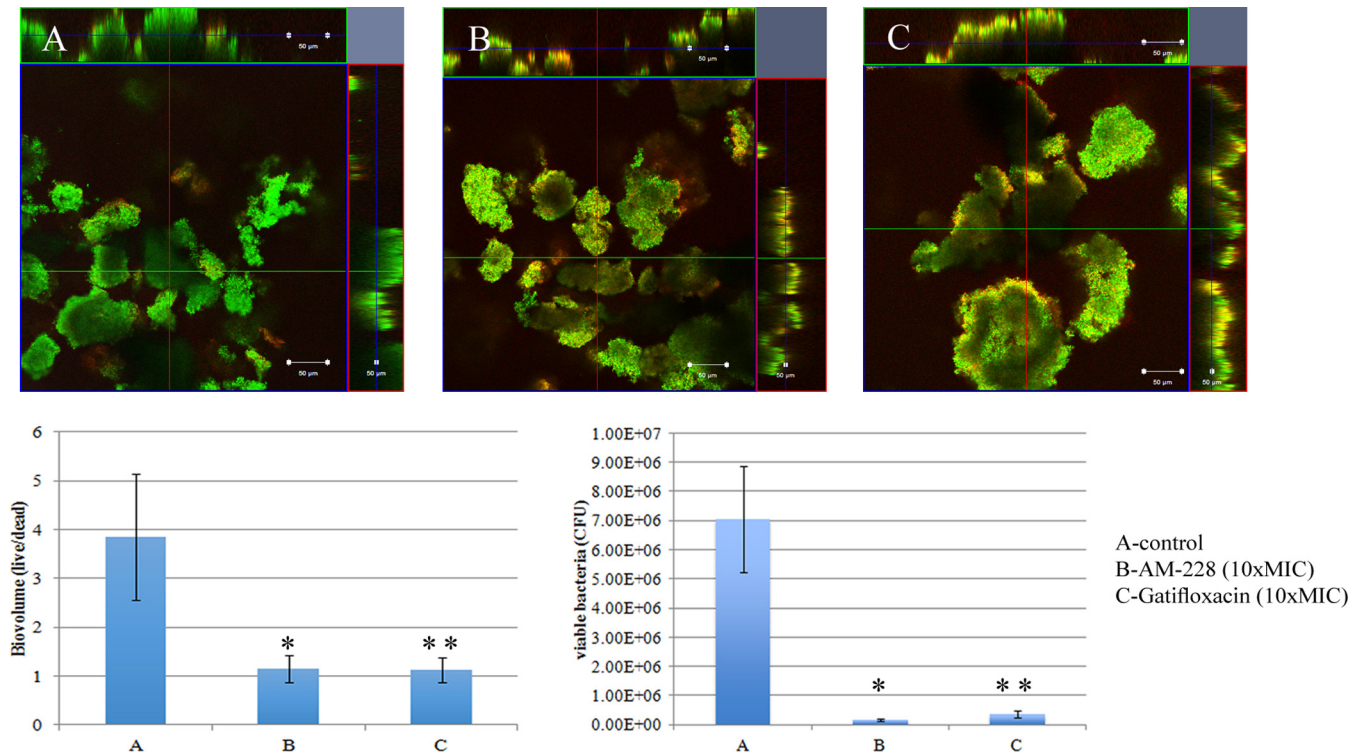 A
50 µm
50 µm
50 µm
B
50 µm
50 µm
50 µm
C
50 µm
50 µm
50 µm
Biovolume (live/dead)
6
5
4
3
2
1
0
*
**
A
B
C
viable bacteria (CFU)
1.00E+07
9.00E+06
8.00E+06
7.00E+06
6.00E+06
5.00E+06
4.00E+06
3.00E+06
2.00E+06
1.00E+06
0.00E+00
*
**
A
B
C
A-control
B-AM-228 (10xMIC)
C-Gatifloxacin (10xMIC)